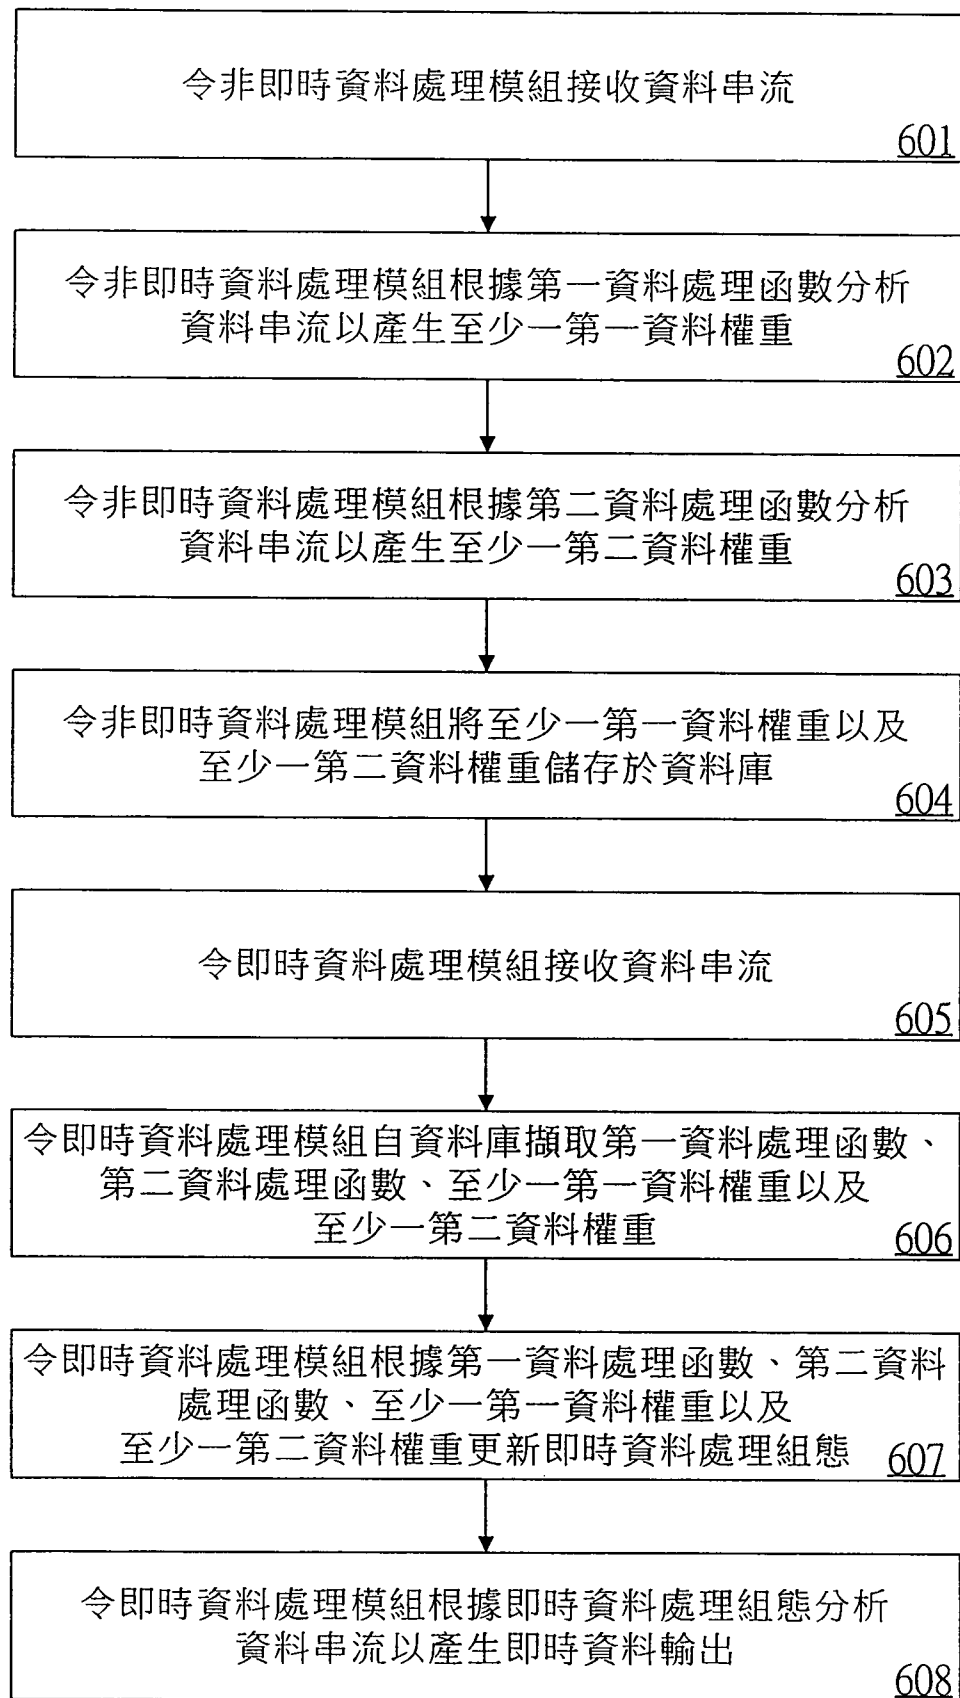 令非即時資料處理模組接收資料串流
601
令非即時資料處理模組根據第一資料處理函數分析
資料串流以產生至少一第一資料權重
602
令非即時資料處理模組根據第二資料處理函數分析
資料串流以產生至少一第二資料權重
603
令非即時資料處理模組將至少一第一資料權重以及
至少一第二資料權重儲存於資料庫
604
令即時資料處理模組接收資料串流
605
令即時資料處理模組自資料庫擷取第一資料處理函數、
第二資料處理函數、至少一第一資料權重以及
至少一第二資料權重
606
令即時資料處理模組根據第一資料處理函數、第二資料
處理函數、至少一第一資料權重以及
至少一第二資料權重更新即時資料處理組態
607
令即時資料處理模組根據即時資料處理組態分析
資料串流以產生即時資料輸出
608